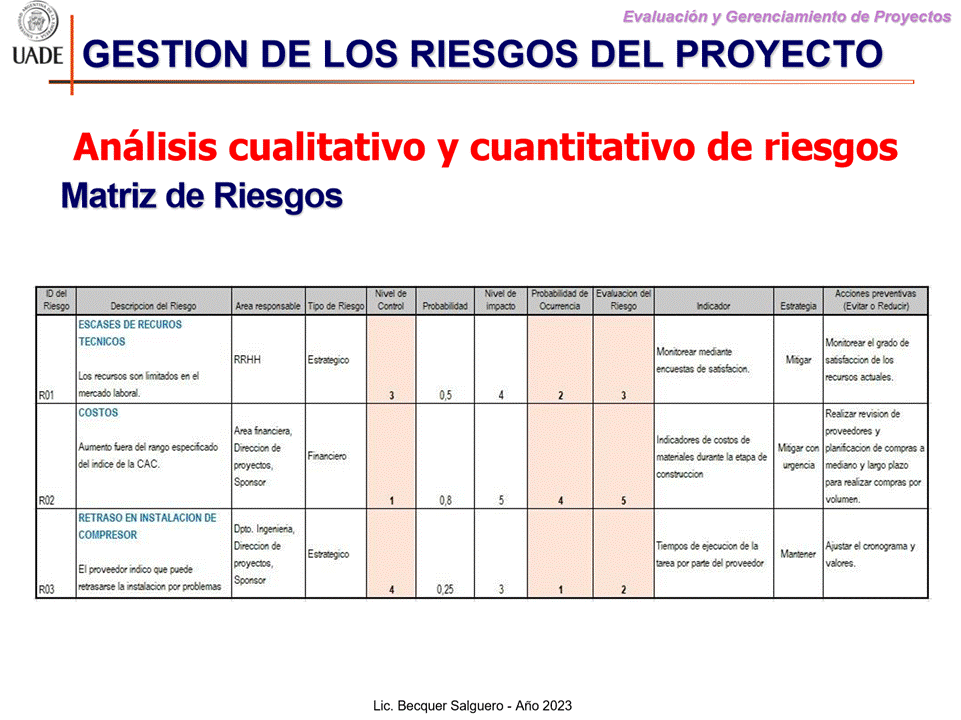 Evaluación y Gerenciamiento de Proyectos
UADE
GESTION DE LOS RIESGOS DEL PROYECTO
Análisis cualitativo y cuantitativo de riesgos
Matriz de Riesgos
ID del
Riesgo
Descripcion del Riesgo
Area responsable
Tipo de Riesgo
Nivel de
Control
Probabilidad
Nivel de
impacto
Probabilidad de
Ocurrencia
Evaluacion del
Riesgo
Indicador
Estrategia
Acciones preventivas
(Evitar o Reducir)
R01
ESCASES DE RECUROS
TECNICOS
Los recursos son limitados en el
mercado laboral.
RRHH
Estrategico
3
0,5
4
2
3
Monitorear mediante
encuestas de satisfacion.
Mitigar
Monitorear el grado de
satisfaccion de los
recursos actuales.
R02
COSTOS
Aumento fuera del rango especificado
del indice de la CAC.
Area financiera,
Direccion de
proyectos,
Sponsor
Financiero
1
0,8
5
4
5
Indicadores de costos de
materiales durante la etapa de
construccion
Mitigar con
urgencia
Realizar revision de
proveedores y
planificacion de compras a
mediano y largo plazo
para realizar compras por
volumen.
R03
RETRASO EN INSTALACION DE
COMPRESOR
El proveedor indico que puede
retrasarse la instalacion por problemas
Dpto. Ingenieria,
Direccion de
proyectos,
Sponsor
Estrategico
4
0,25
3
1
2
Tiempos de ejecucion de la
tarea por parte del proveedor
Mantener
Ajustar el cronograma y
valores.
Lic. Becquer Salguero - Año 2023